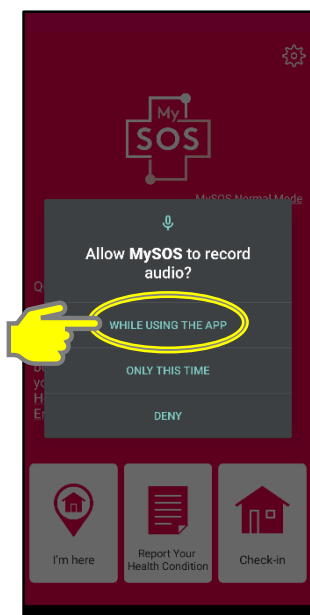 My
SOS
MySOS Normal Mode
Allow MySOS to record
audio?
WHILE USING THE APP
ONLY THIS TIME
DENY
I'm here
Report Your
Health Condition
Check-in